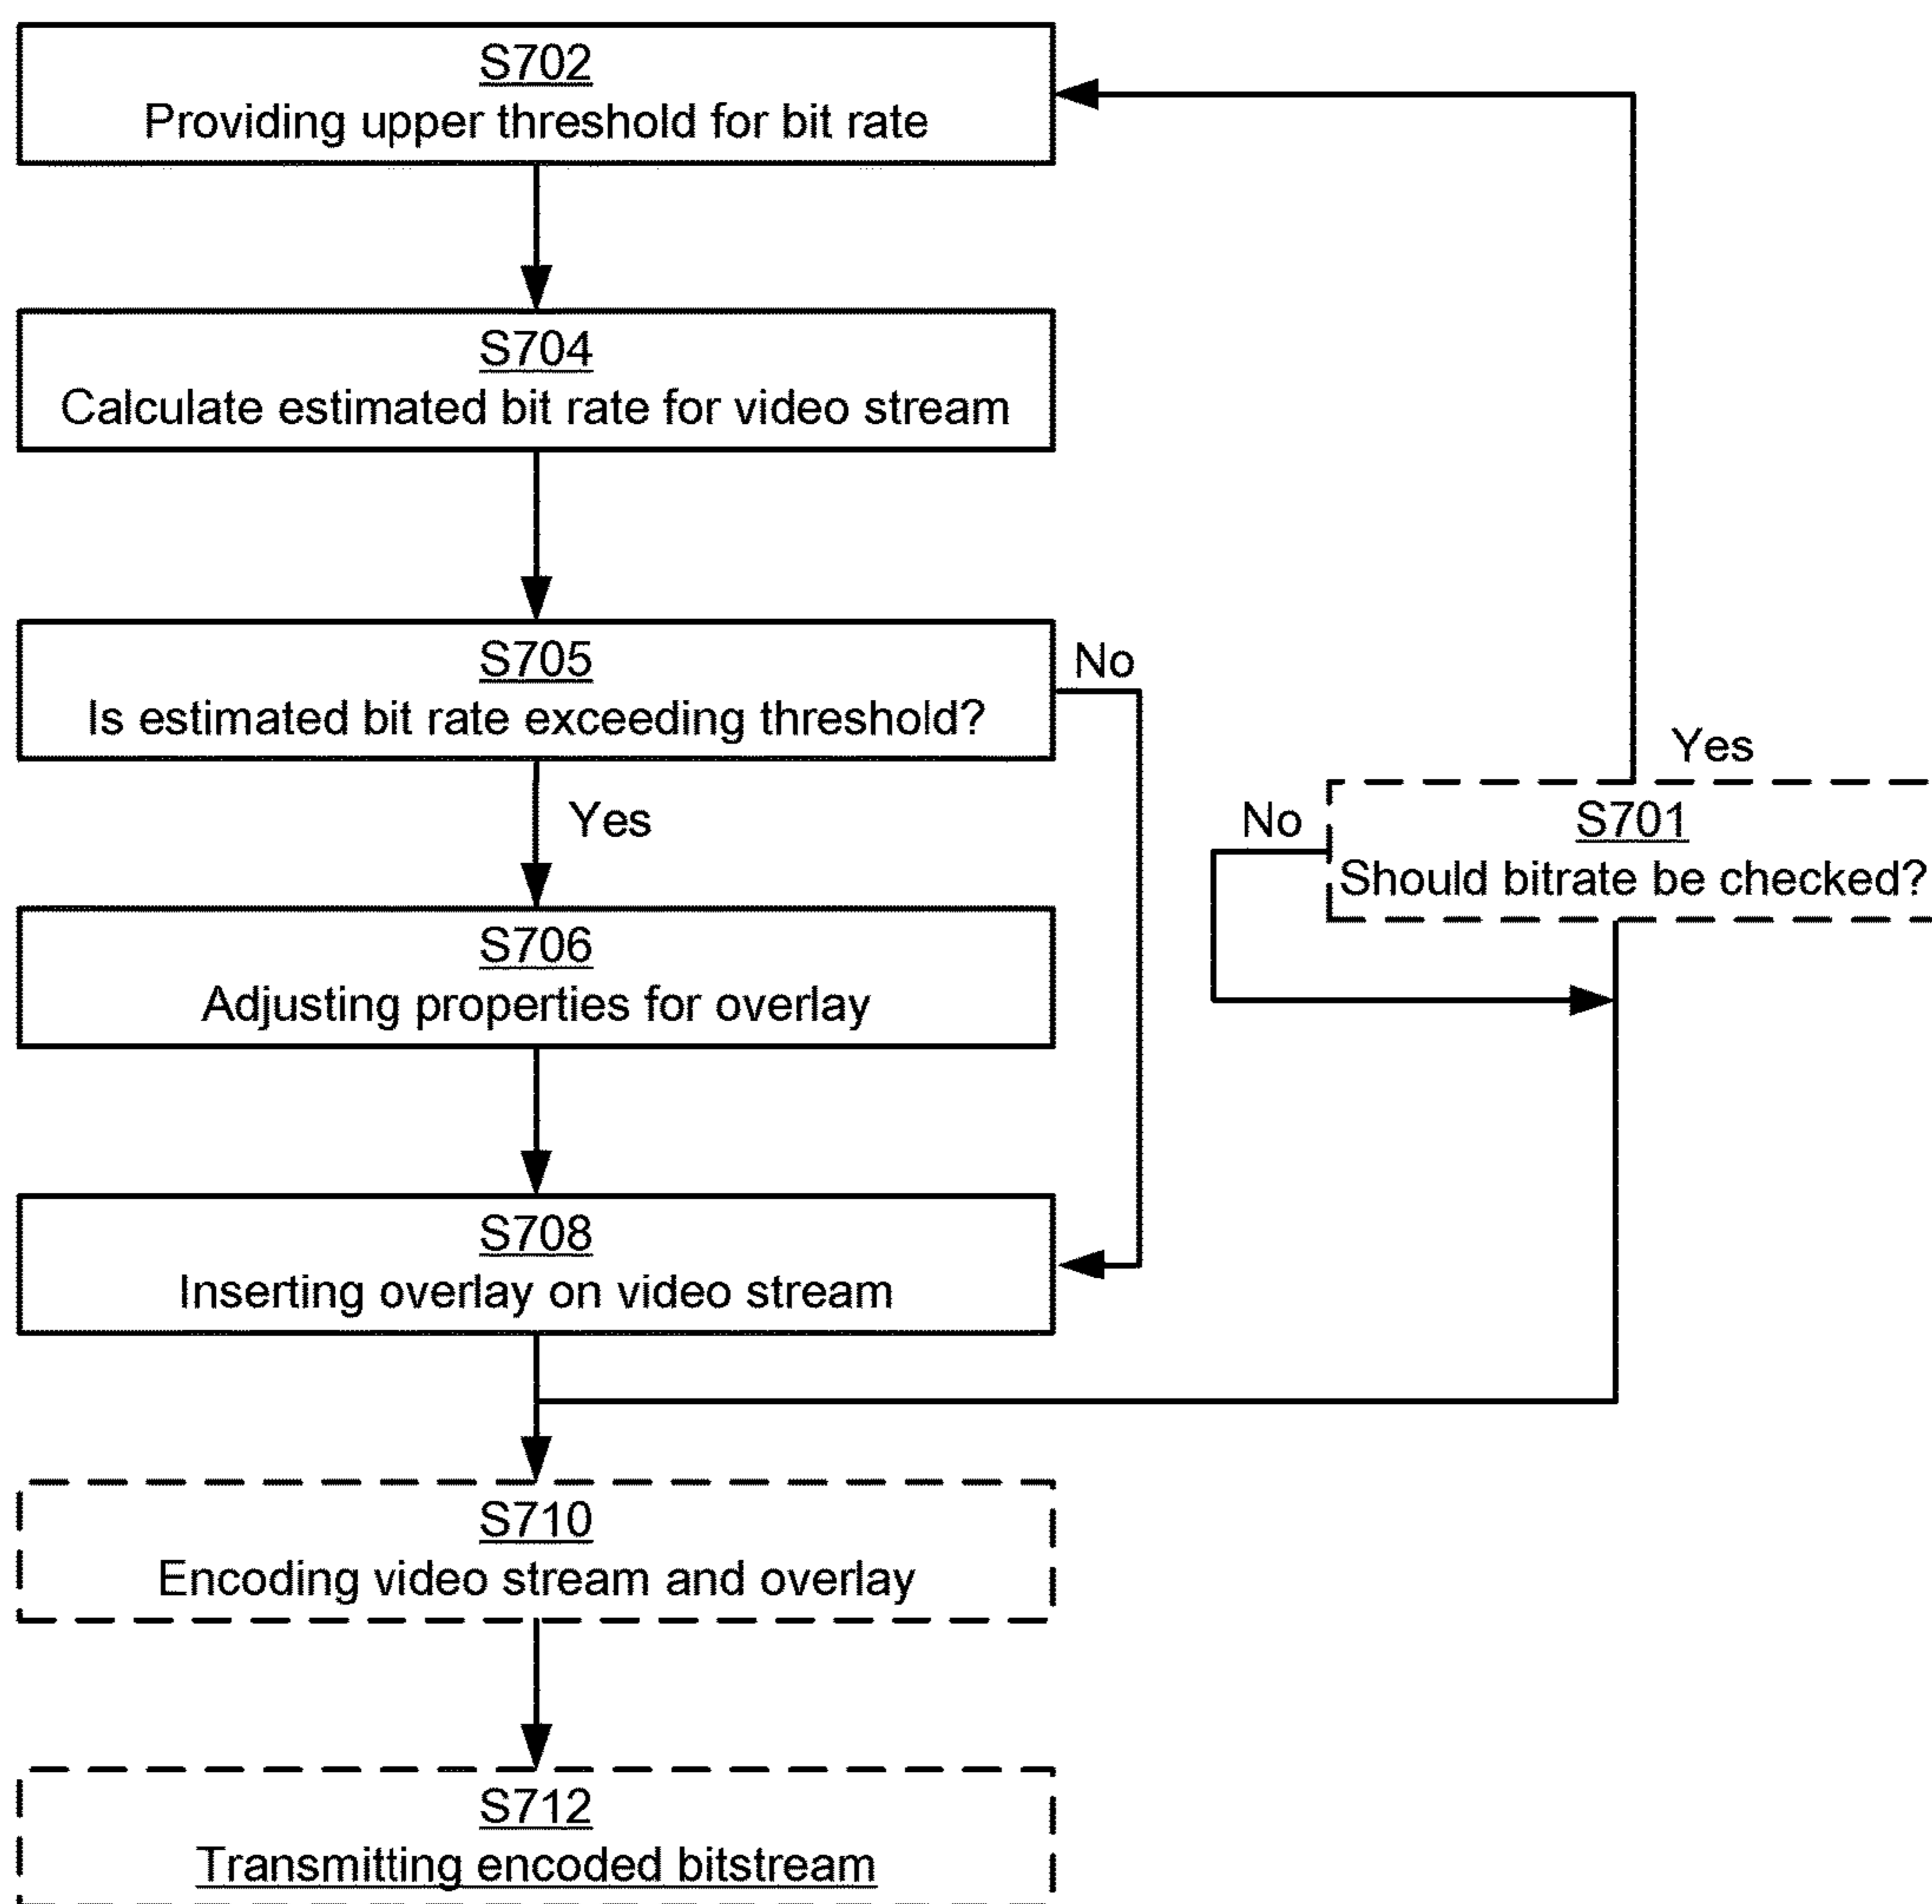 S702
Providing upper threshold for bit rate
S704
Calculate estimated bit rate for video stream
S705
Is estimated bit rate exceeding threshold?
No
Yes
Yes
No
S701
Should bitrate be checked?
S706
Adjusting properties for overlay
S708
Inserting overlay on video stream
S710
Encoding video stream and overlay
S712
Transmitting encoded bitstream